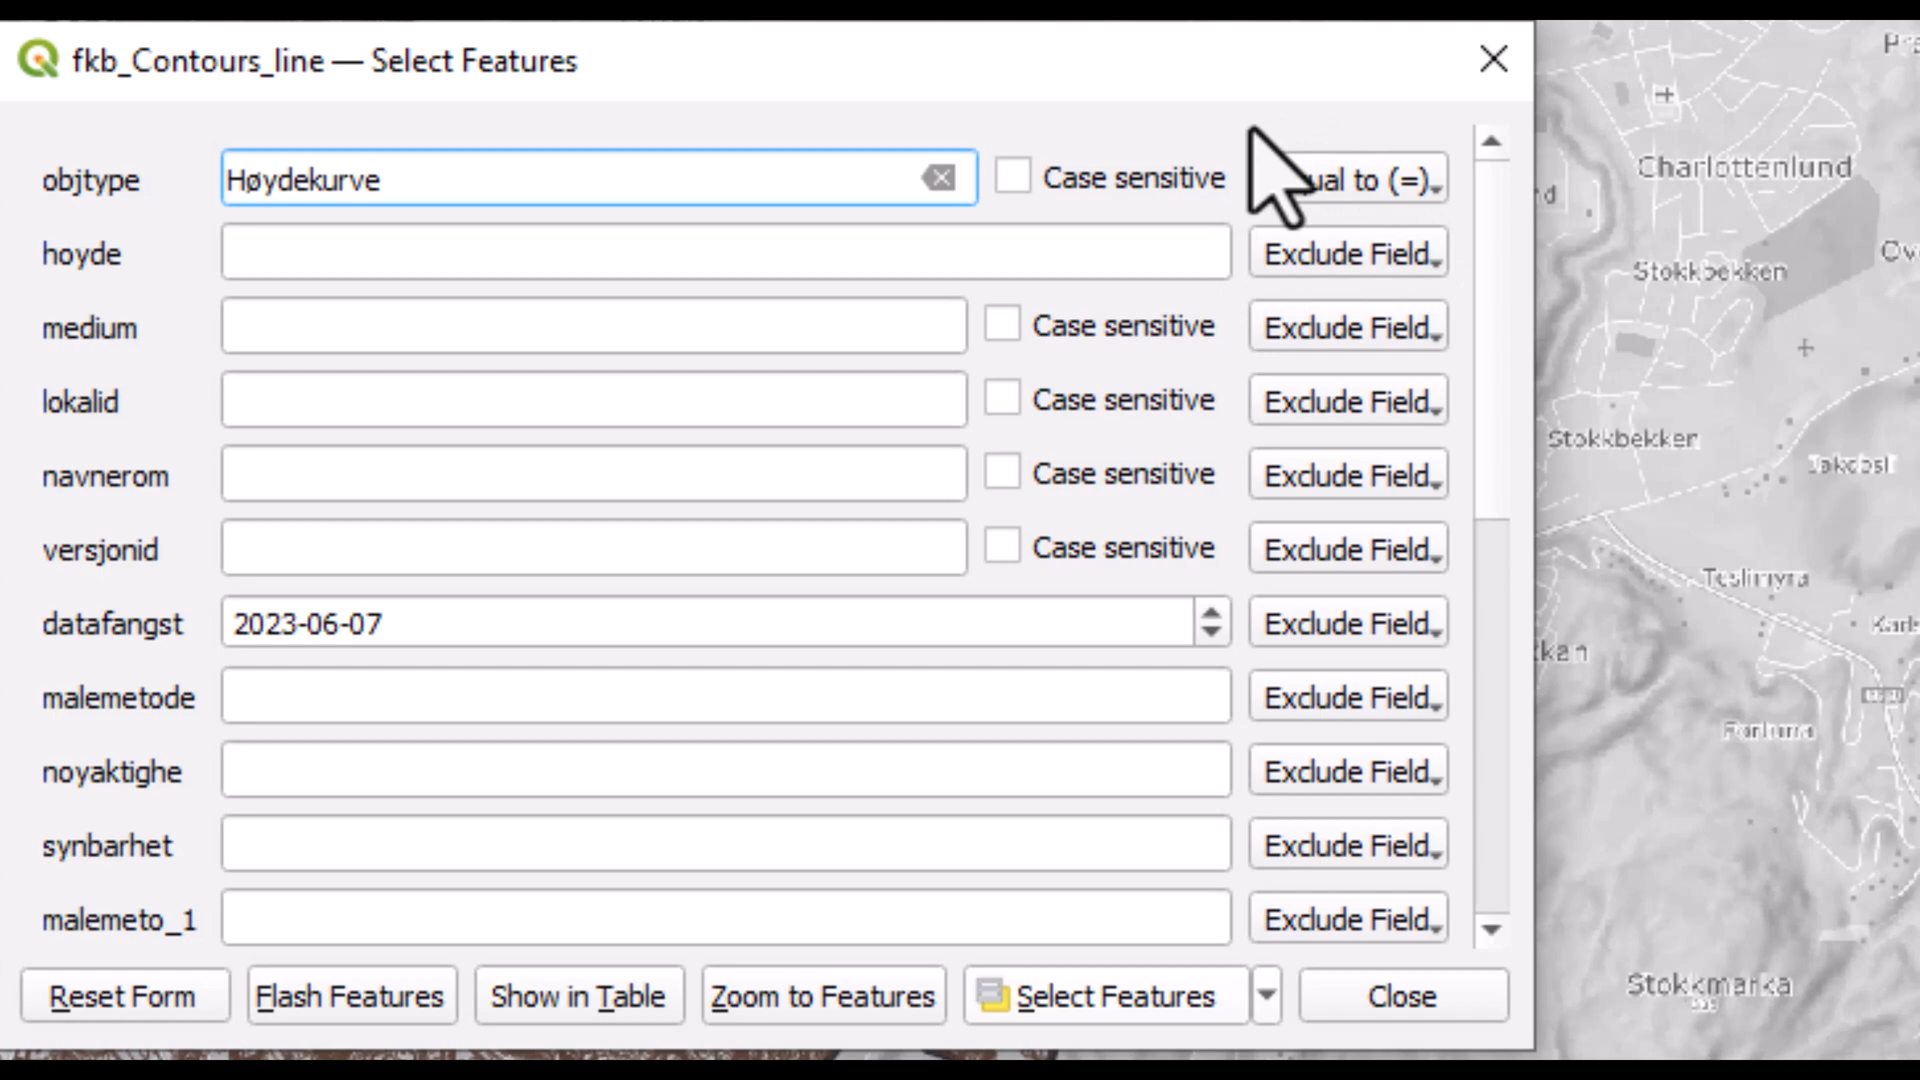 fkb_Contours_line — Select Features
objtype Høydekurve Case sensitive ual to (=)
hoyde Exclude Field
medium Case sensitive Exclude Field
lokalid Case sensitive Exclude Field
navnerom Case sensitive Exclude Field
versjonid Case sensitive Exclude Field
datafangst 2023-06-07 Exclude Field
malemetode Exclude Field
noyaktighe Exclude Field
synbarhet Exclude Field
malemeto_1 Exclude Field
Reset Form Flash Features Show in Table Zoom to Features Select Features Close
Charlottenlund
Stokkbekken
Stokkbekken
Jakobsli
Teslimyra
Fortuna
Stokkmarka